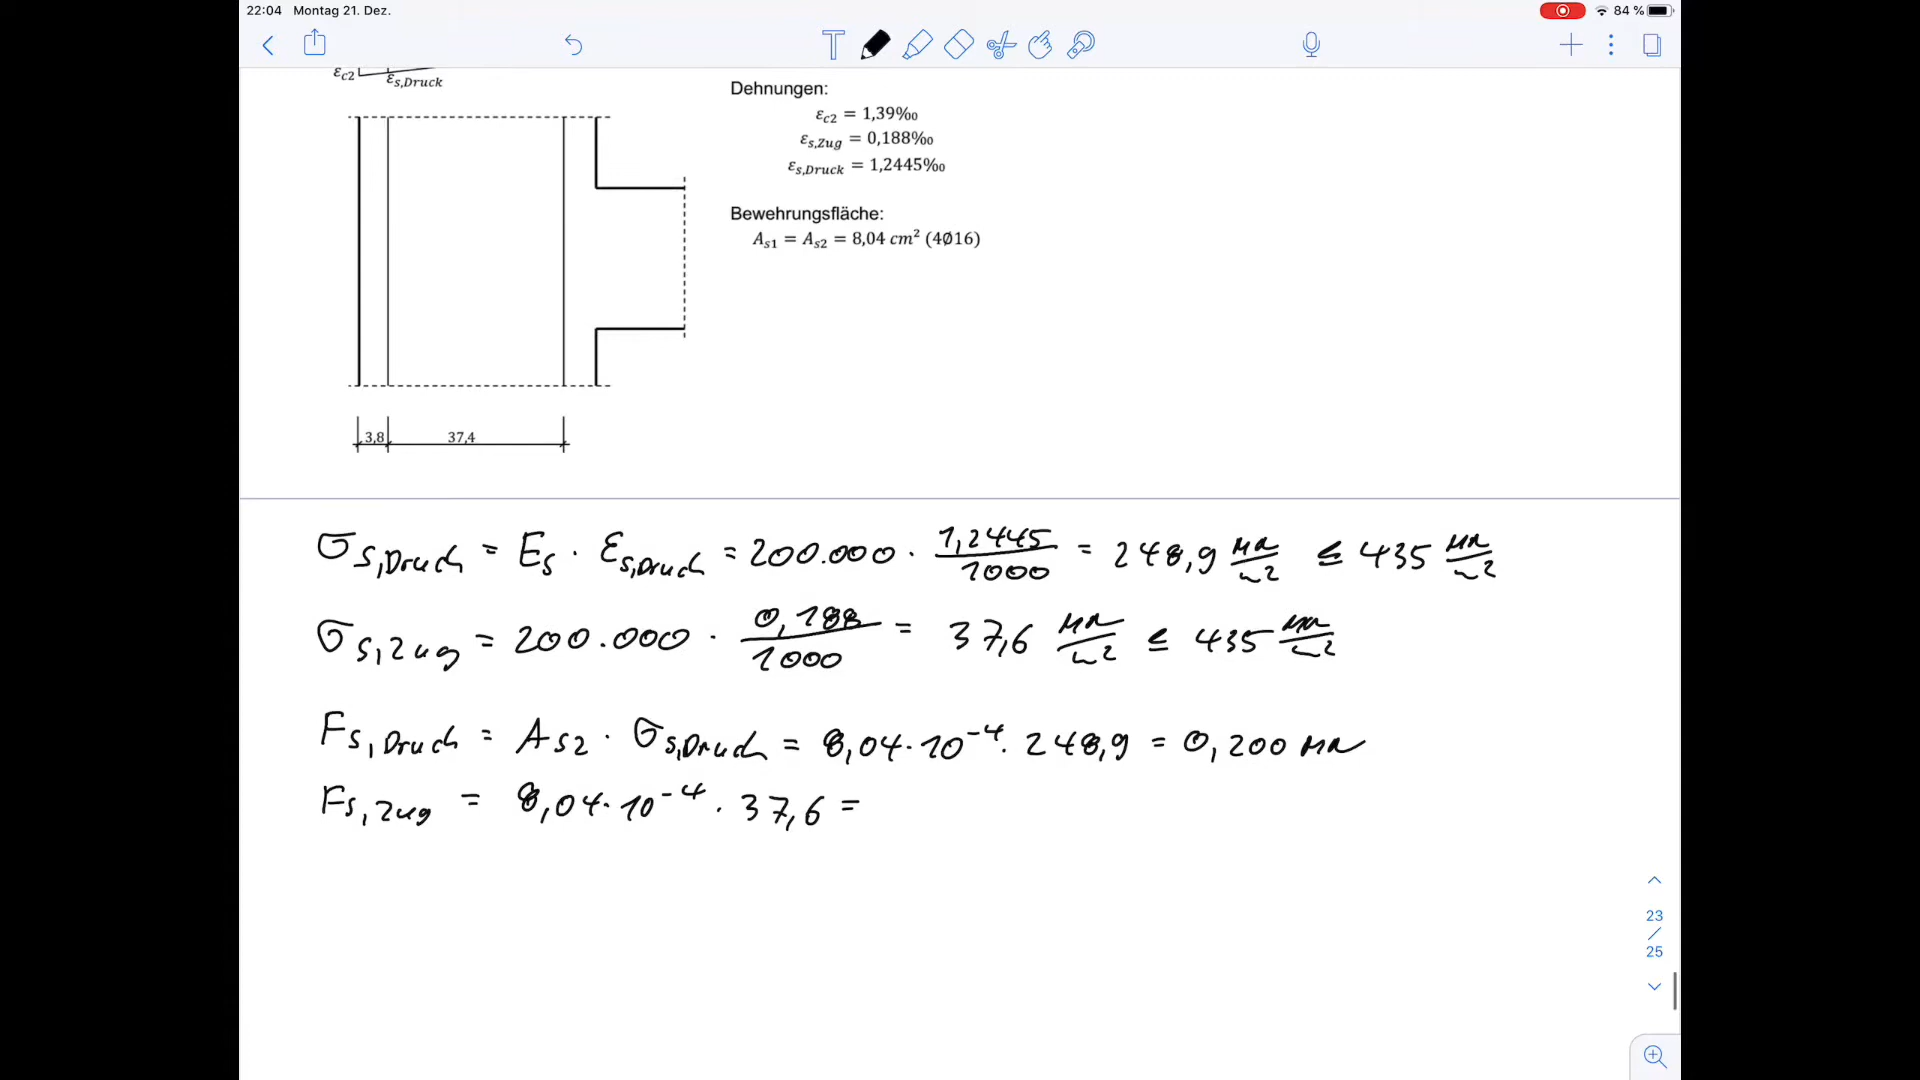 22:04 Montag 21. Dez. 84 %
T
εc2 εs,Druck
Dehnungen:
εc2 = 1,39‰
εs,Zug = 0,188‰
εs,Druck = 1,2445‰
Bewehrungsfläche:
As1 = As2 = 8,04 cm² (4Ø16)
3,8 37,4
σs,Druck = Es · εs,Druck = 200.000 · 1,2445/1000 = 248,9 MN/m² ≤ 435 MN/m²
σs,Zug = 200.000 · 0,188/1000 = 37,6 MN/m² ≤ 435 MN/m²
Fs,Druck = As2 · σs,Druck = 8,04·10⁻⁴ · 248,9 = 0,200 MN
Fs,Zug = 8,04·10⁻⁴ · 37,6 =
23
/
25